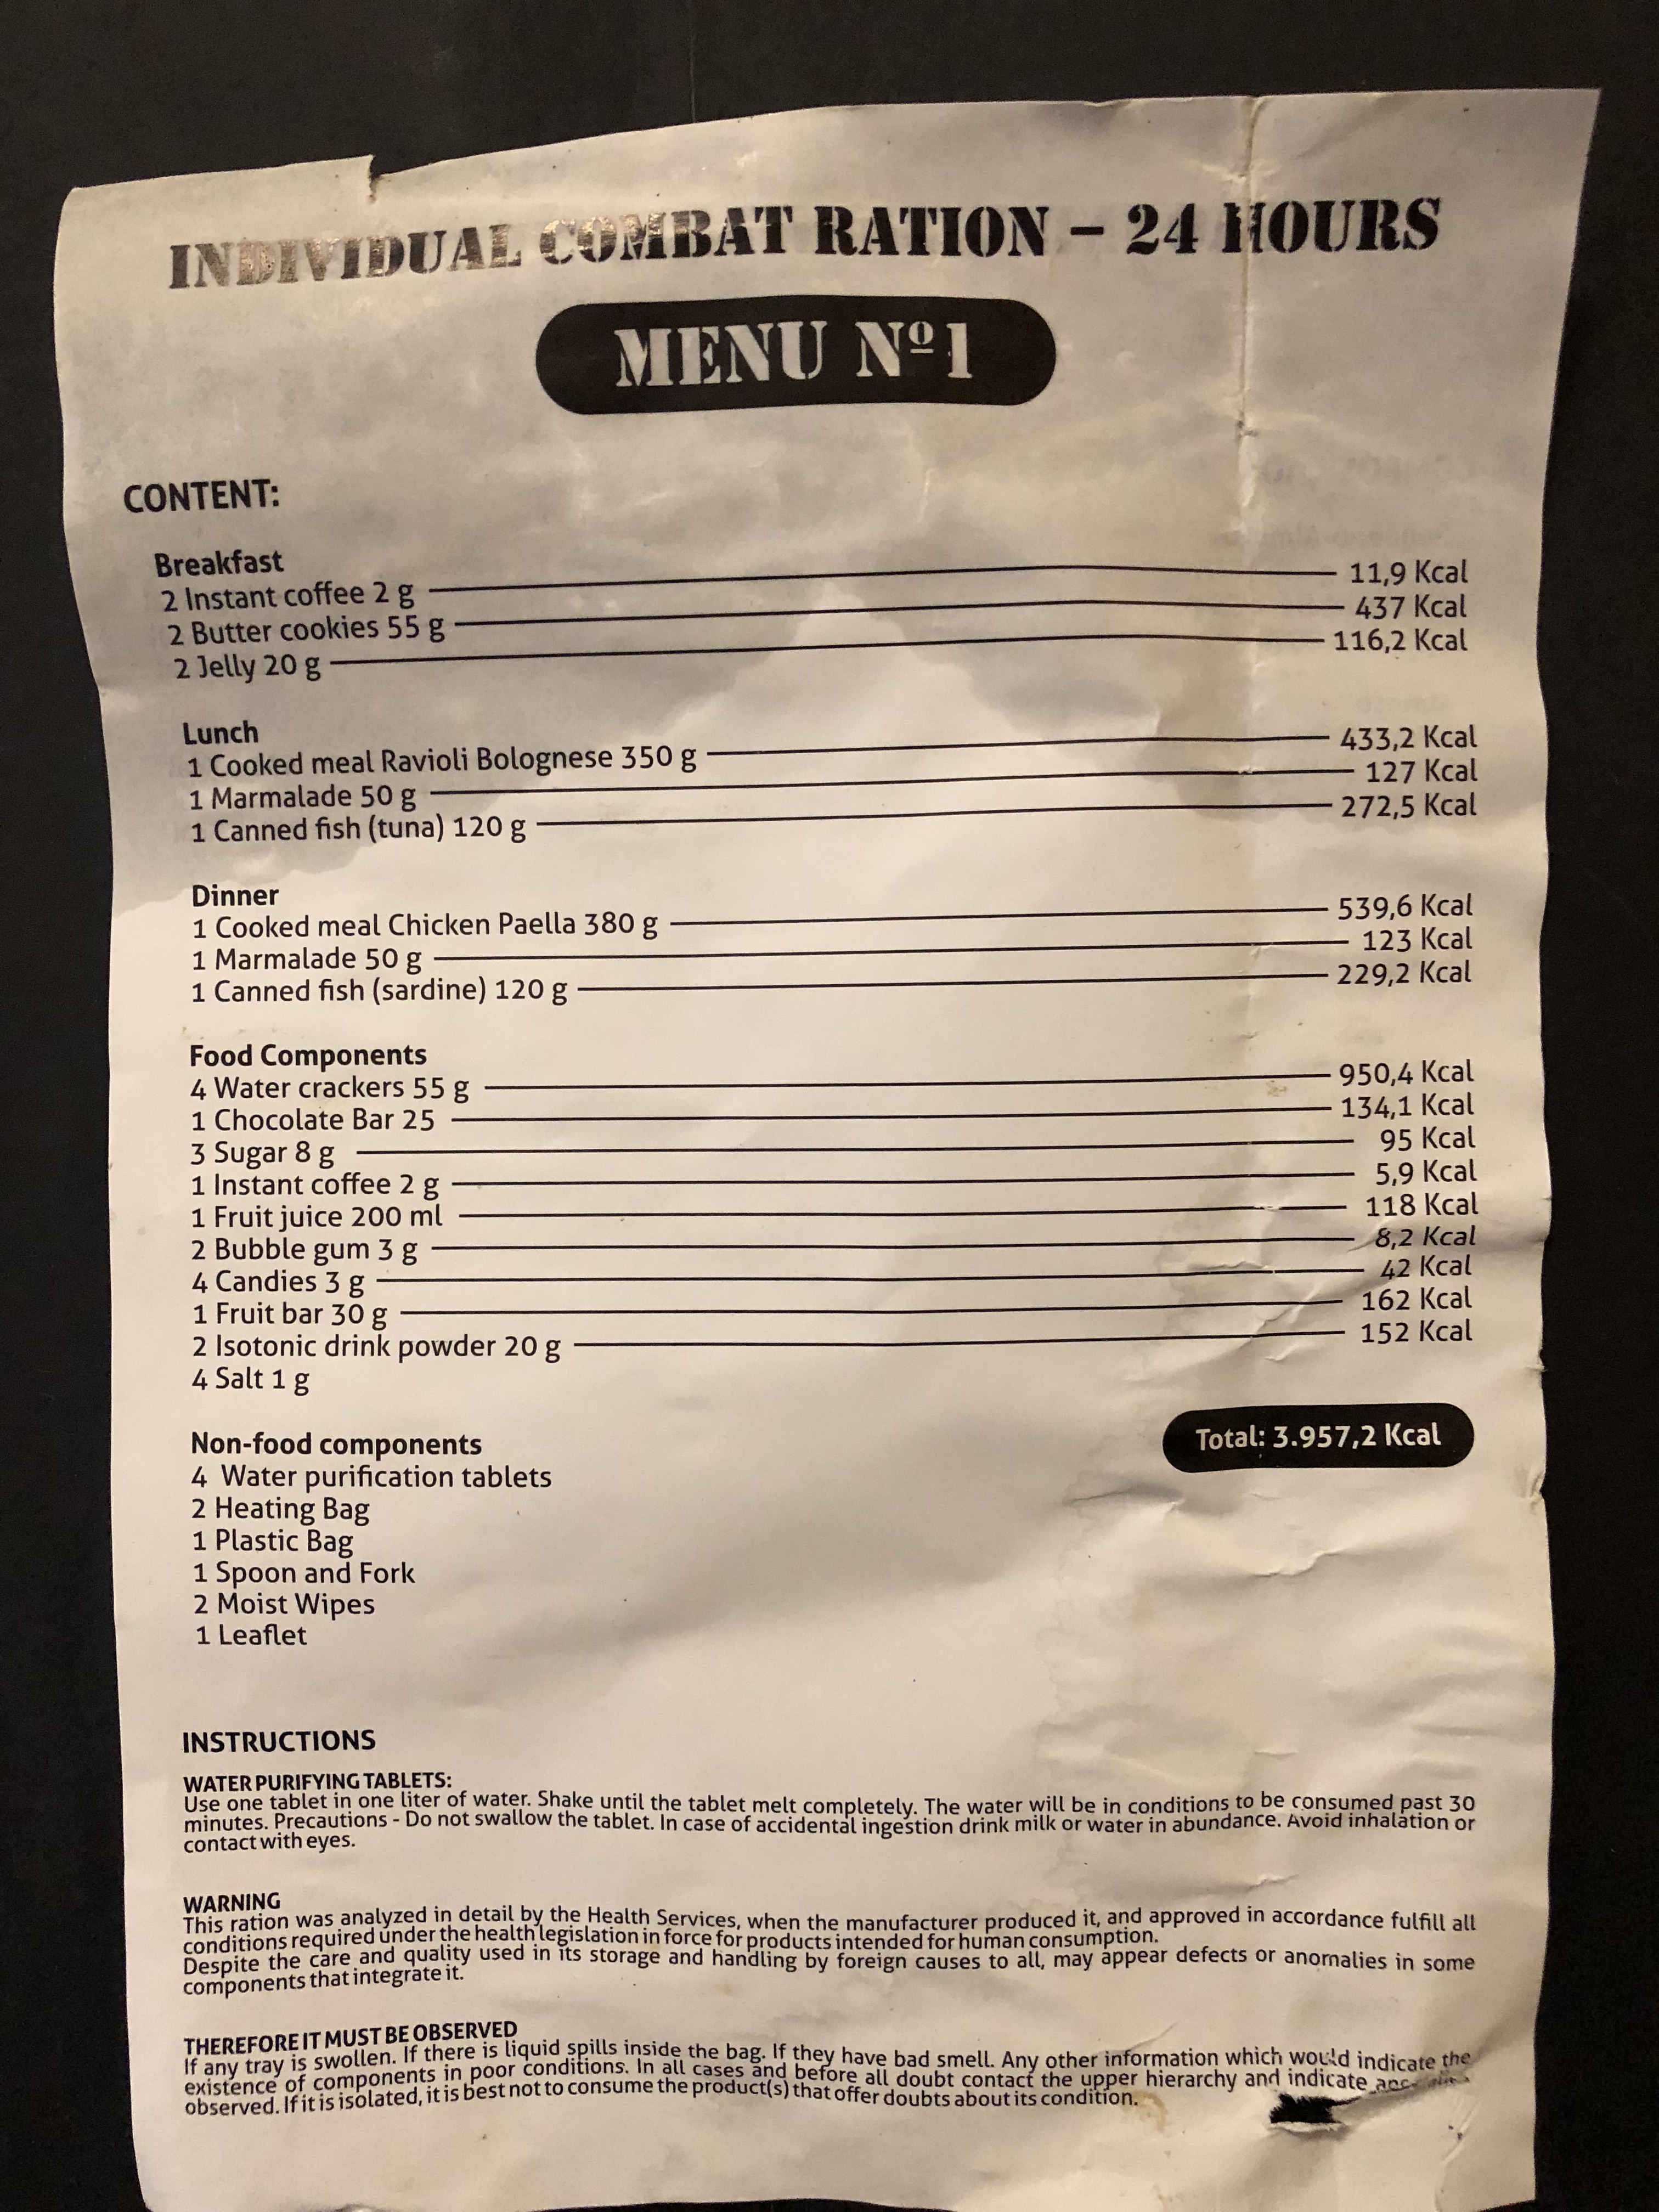 INDIVIDUAL COMBAT RATION – 24 HOURS
MENU Nº1
CONTENT:
Breakfast
2 Instant coffee 2 g 11,9 Kcal
2 Butter cookies 55 g 437 Kcal
2 Jelly 20 g 116,2 Kcal
Lunch
1 Cooked meal Ravioli Bolognese 350 g 433,2 Kcal
1 Marmalade 50 g 127 Kcal
1 Canned fish (tuna) 120 g 272,5 Kcal
Dinner
1 Cooked meal Chicken Paella 380 g 539,6 Kcal
1 Marmalade 50 g 123 Kcal
1 Canned fish (sardine) 120 g 229,2 Kcal
Food Components
4 Water crackers 55 g 950,4 Kcal
1 Chocolate Bar 25 134,1 Kcal
3 Sugar 8 g 95 Kcal
1 Instant coffee 2 g 5,9 Kcal
1 Fruit juice 200 ml 118 Kcal
2 Bubble gum 3 g 8,2 Kcal
4 Candies 3 g 42 Kcal
1 Fruit bar 30 g 162 Kcal
2 Isotonic drink powder 20 g 152 Kcal
4 Salt 1 g
Total: 3.957,2 Kcal
Non-food components
4 Water purification tablets
2 Heating Bag
1 Plastic Bag
1 Spoon and Fork
2 Moist Wipes
1 Leaflet
INSTRUCTIONS
WATER PURIFYING TABLETS:
Use one tablet in one liter of water. Shake until the tablet melt completely. The water will be in conditions to be consumed past 30
minutes. Precautions - Do not swallow the tablet. In case of accidental ingestion drink milk or water in abundance. Avoid inhalation or
contact with eyes.
WARNING
This ration was analyzed in detail by the Health Services, when the manufacturer produced it, and approved in accordance fulfill all
conditions required under the health legislation in force for products intended for human consumption.
Despite the care and quality used in its storage and handling by foreign causes to all, may appear defects or anomalies in some
components that integrate it.
THEREFORE IT MUST BE OBSERVED
If any tray is swollen. If there is liquid spills inside the bag. If they have bad smell. Any other information which would indicate the
existence of components in poor conditions. In all cases and before all doubt contact the upper hierarchy and indicate
observed. If it is isolated, it is best not to consume the product(s) that offer doubts about its condition.